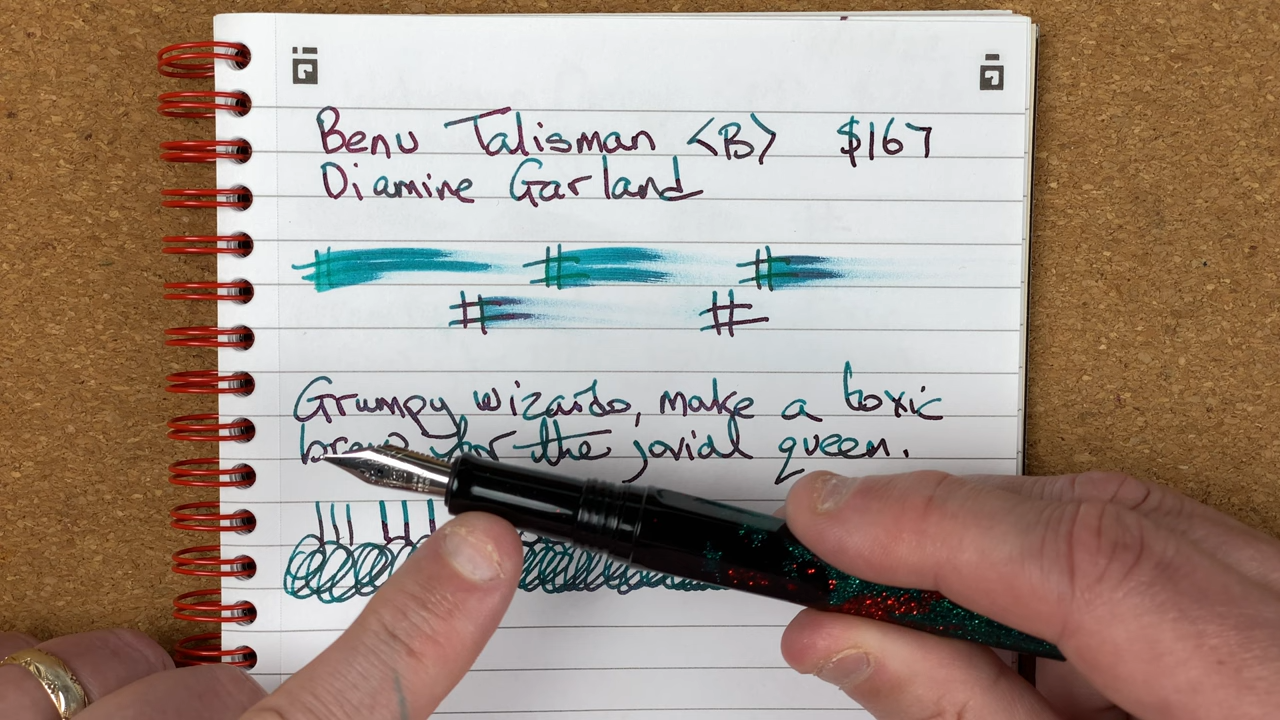 Benu Talisman <B> $167
Diamine Garland
# # #
# #
Grumpy wizards, make a toxic
brew for the jovial queen.